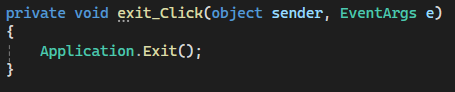 private void exit_Click(object sender, EventArgs e)
{
    Application.Exit();
}